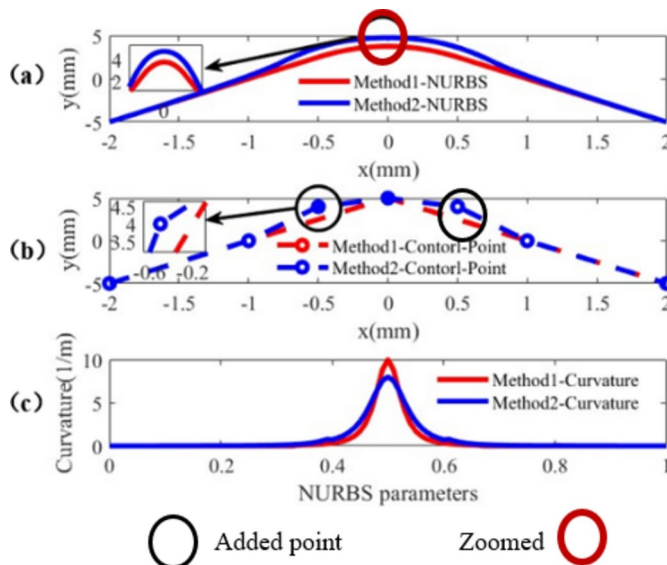 (a)
y(mm)
5
0
-5
4
2
0
Method1-NURBS
Method2-NURBS
-2 -1.5 -1 -0.5 0 0.5 1 1.5 2
x(mm)
(b)
y(mm)
5
0
-5
4.5
4
3.5
-0.6 -0.2
Method1-Contorl-Point
Method2-Contorl-Point
-2 -1.5 -1 -0.5 0 0.5 1 1.5 2
x(mm)
(c)
Curvature(1/m)
10
5
0
Method1-Curvature
Method2-Curvature
0 0.2 0.4 0.6 0.8 1
NURBS parameters
Added point Zoomed